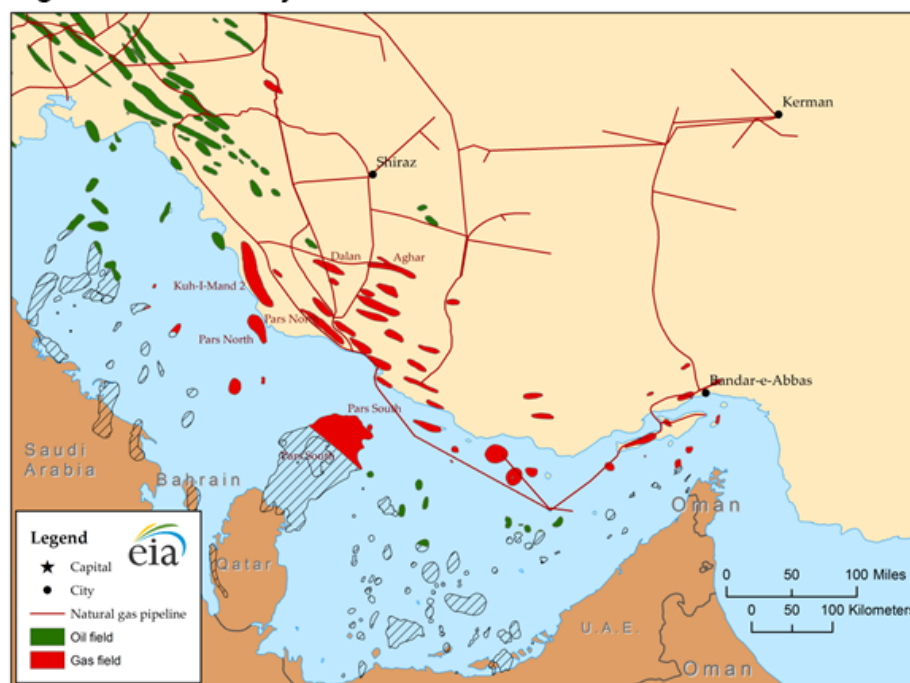 Kerman
Shiraz
Dalan
Aghar
Kuh-I-Mand 2
Pars North
Pars North
Bandar-e-Abbas
Pars South
Pars South
Saudi
Arabia
Bahrain
Oman
Qatar
U.A.E.
Oman
Legend
eia
Capital
City
Natural gas pipeline
Oil field
Gas field
0 50 100 Miles
0 50 100 Kilometers